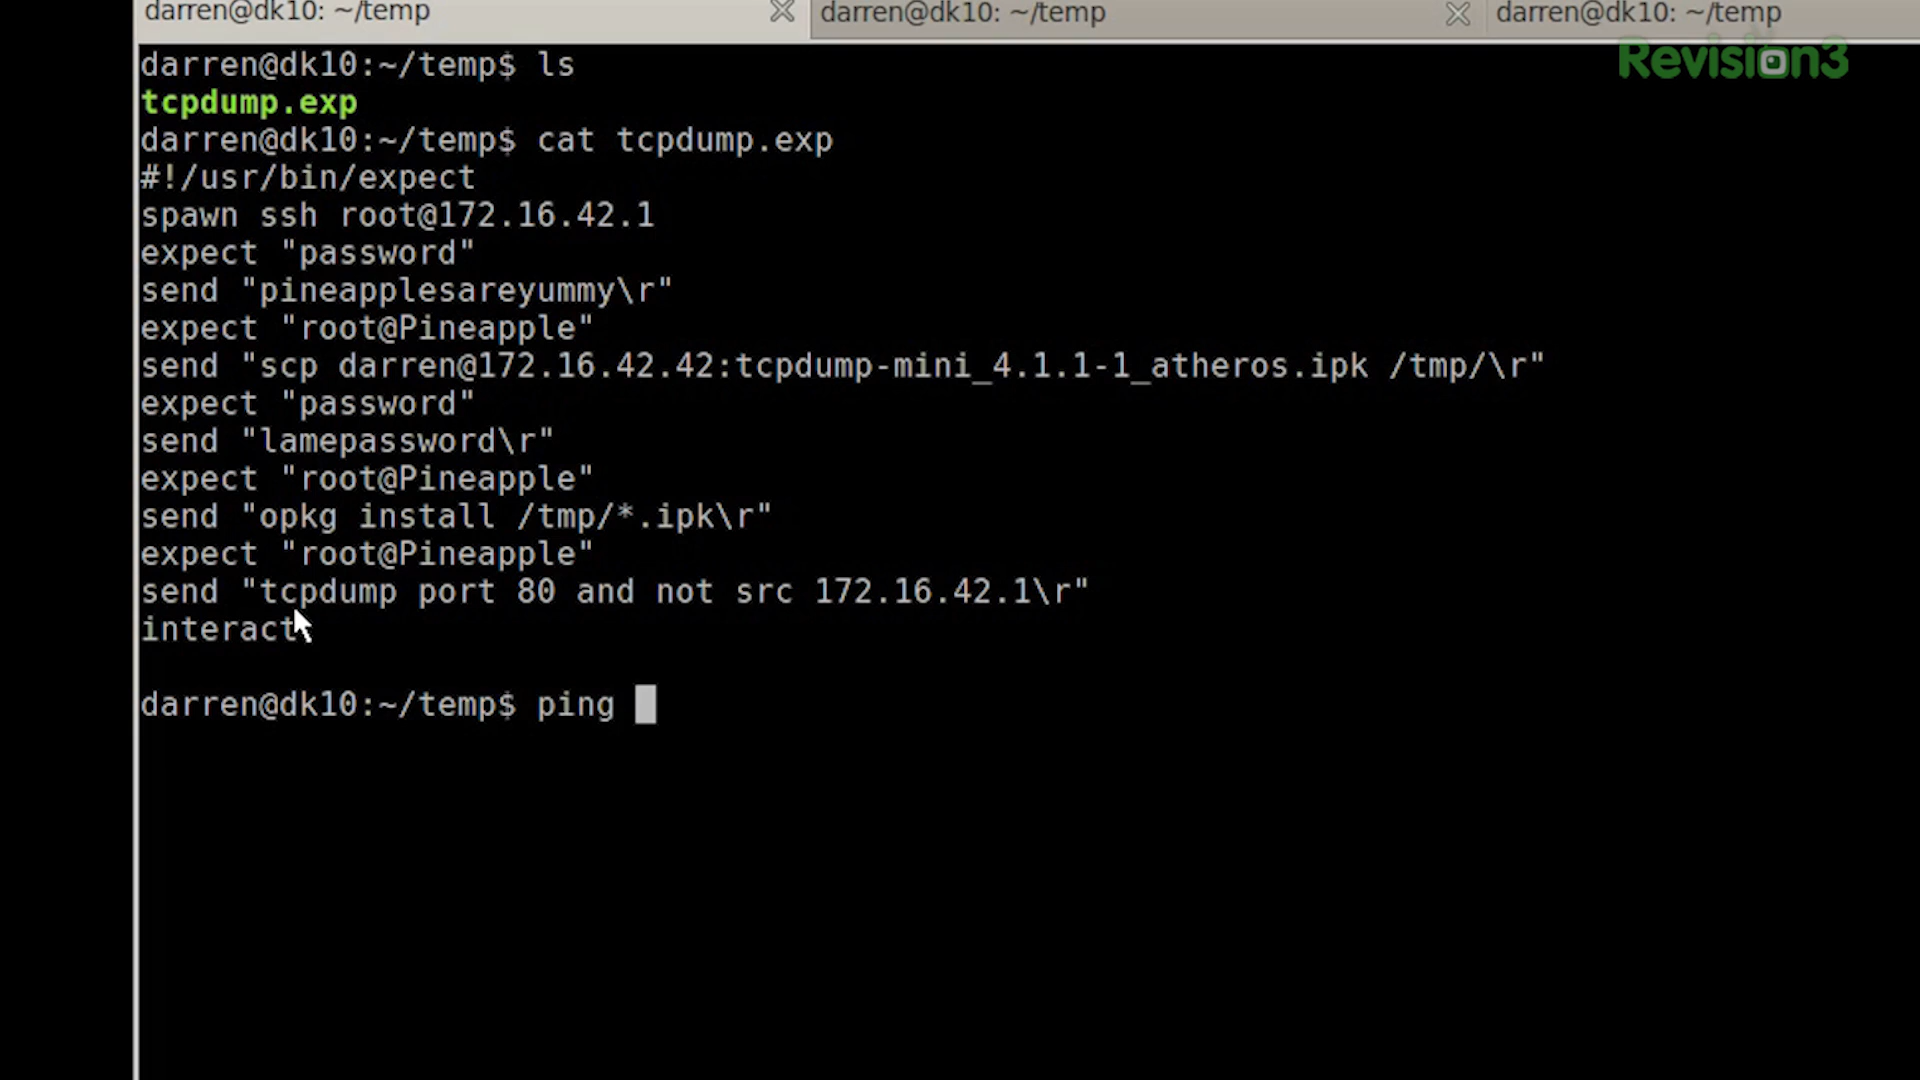 darren@dk10: ~/temp
darren@dk10: ~/temp
darren@dk10: ~/temp
Revision3
darren@dk10:~/temp$ ls
tcpdump.exp
darren@dk10:~/temp$ cat tcpdump.exp
#!/usr/bin/expect
spawn ssh root@172.16.42.1
expect "password"
send "pineapplesareyummy\r"
expect "root@Pineapple"
send "scp darren@172.16.42.42:tcpdump-mini_4.1.1-1_atheros.ipk /tmp/\r"
expect "password"
send "lamepassword\r"
expect "root@Pineapple"
send "opkg install /tmp/*.ipk\r"
expect "root@Pineapple"
send "tcpdump port 80 and not src 172.16.42.1\r"
interact
darren@dk10:~/temp$ ping